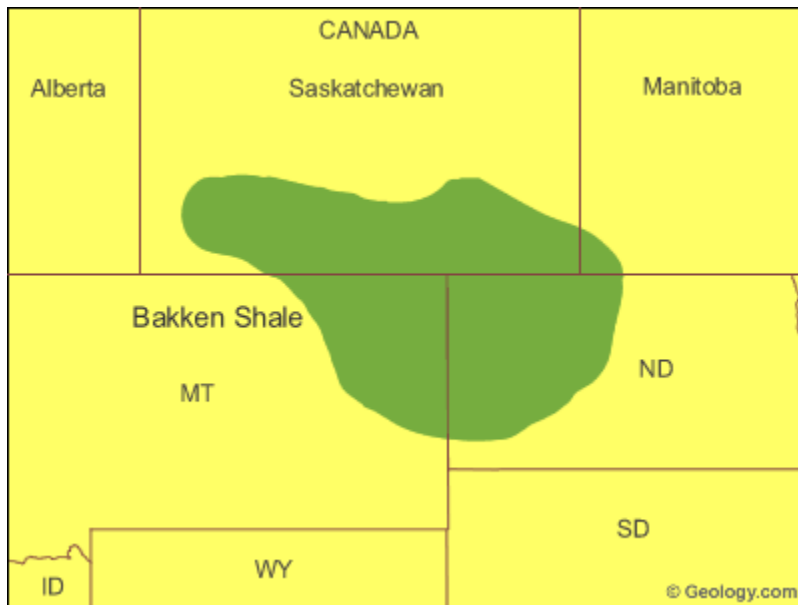 CANADA
Alberta
Saskatchewan
Manitoba
Bakken Shale
MT
ND
SD
WY
ID
© Geology.com